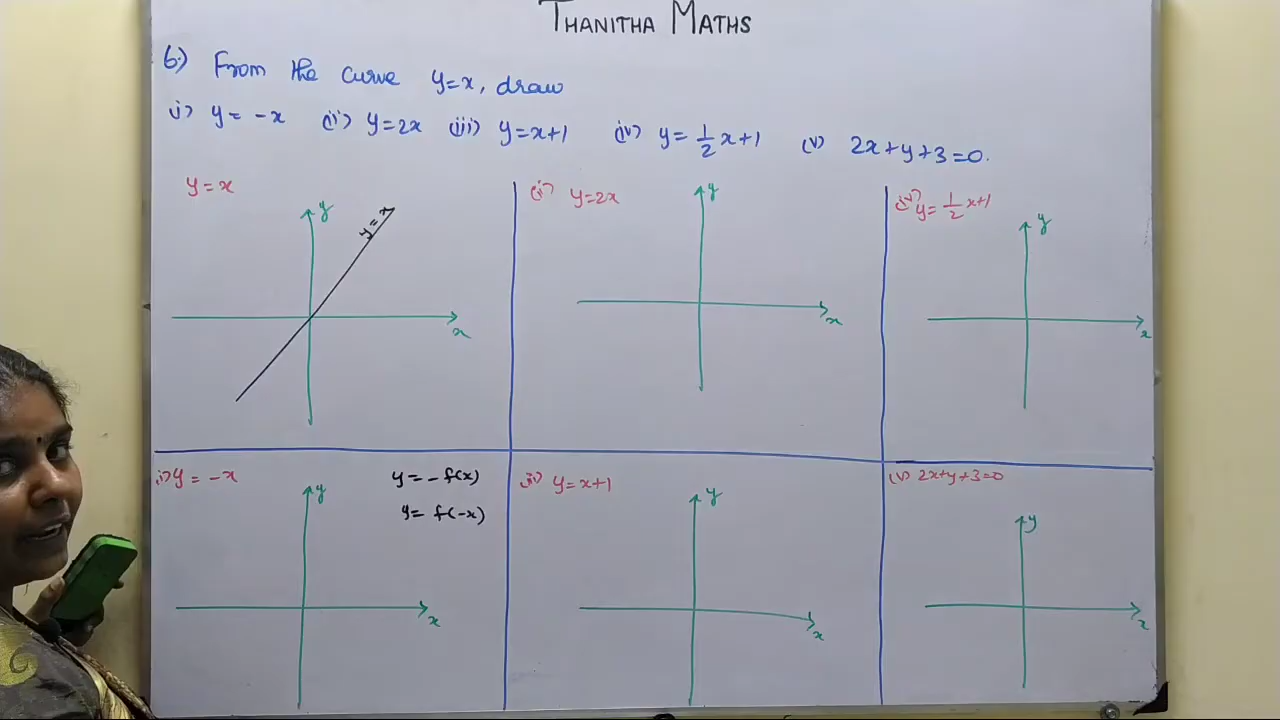 THANITHA MATHS
6.) From the curve y=x, draw
i) y = -x (ii) y=2x (iii) y=x+1 (iv) y=1/2 x+1 (v) 2x+y+3=0.
y=x
y
y=x
x
(ii) y=2x
y
x
(iv) y=1/2 x+1
y
x
i) y = -x
y = -f(x)
y = f(-x)
y
x
iii) y=x+1
y
x
(v) 2x+y+3=0
y
x